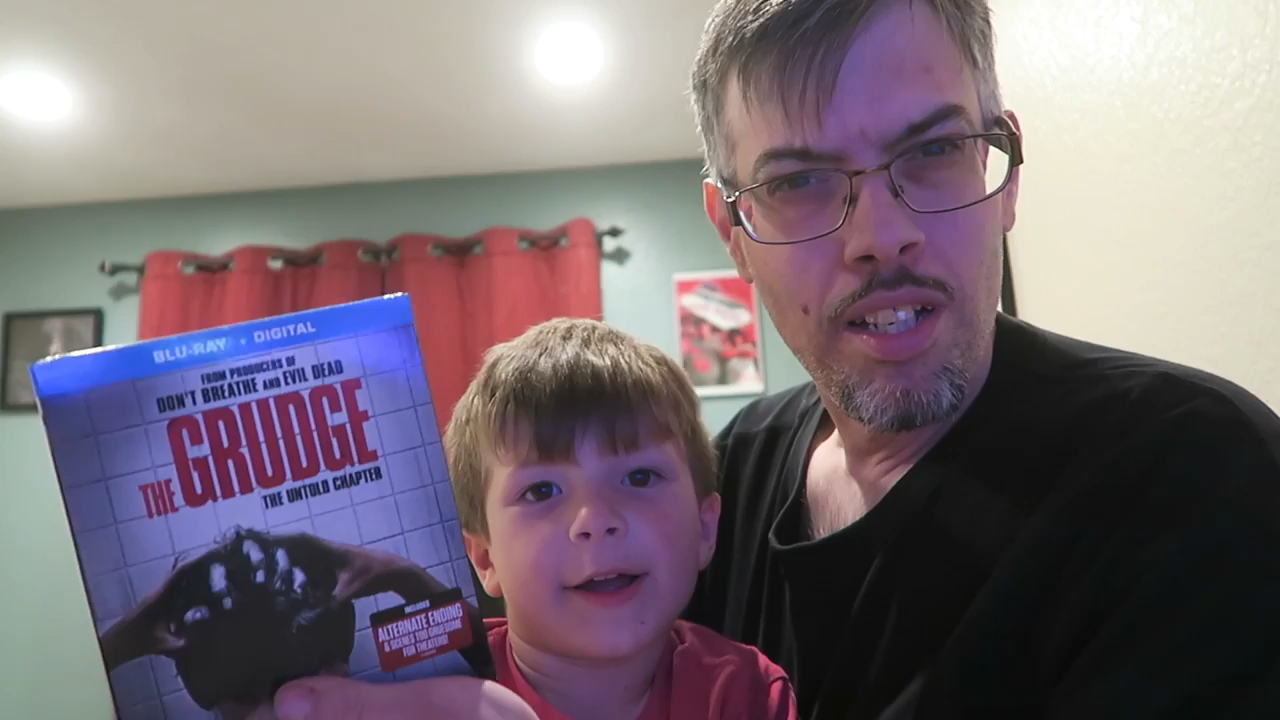 BLU-RAY + DIGITAL
FROM PRODUCERS OF
DON'T BREATHE AND EVIL DEAD
THE GRUDGE
THE UNTOLD CHAPTER
INCLUDES
ALTERNATE ENDING
& SCENES TOO GRUESOME
FOR THEATERS!